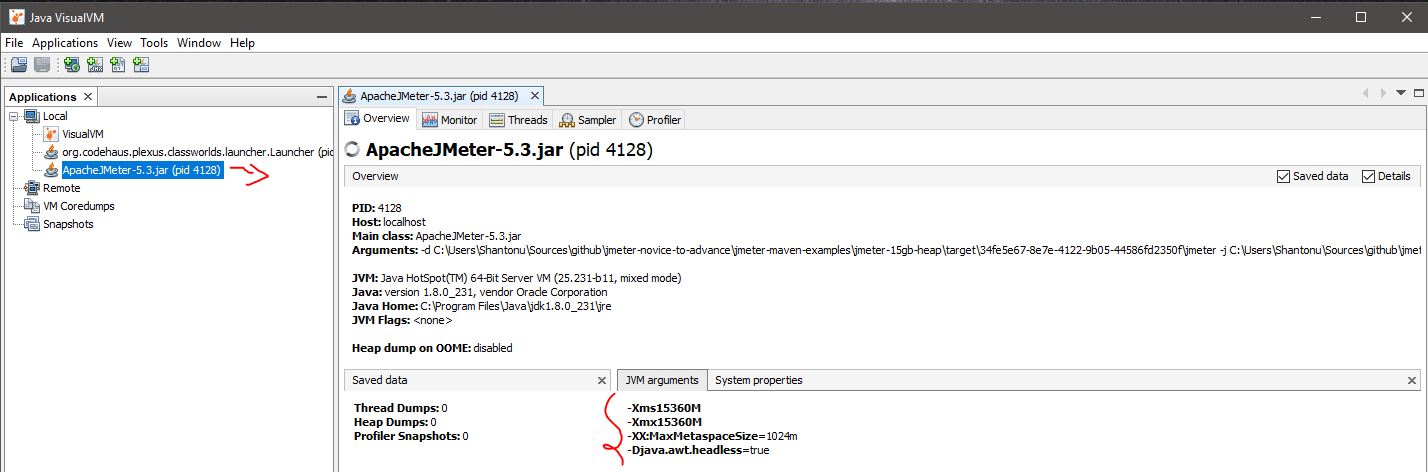 Java VisualVM
File Applications View Tools Window Help
Applications
Local
VisualVM
org.codehaus.plexus.classworlds.launcher.Launcher (pid
ApacheJMeter-5.3.jar (pid 4128)
Remote
VM Coredumps
Snapshots
ApacheJMeter-5.3.jar (pid 4128)
Overview Monitor Threads Sampler Profiler
ApacheJMeter-5.3.jar (pid 4128)
Overview Saved data Details
PID: 4128
Host: localhost
Main class: ApacheJMeter-5.3.jar
Arguments: -d C:\Users\Shantonu\Sources\github\jmeter-novice-to-advance\jmeter-maven-examples\jmeter-15gb-heap\target\34fe5e67-8e7e-4122-9b05-44586fd2350f\jmeter -j C:\Users\Shantonu\Sources\github\jmet
JVM: Java HotSpot(TM) 64-Bit Server VM (25.231-b11, mixed mode)
Java: version 1.8.0_231, vendor Oracle Corporation
Java Home: C:\Program Files\Java\jdk1.8.0_231\jre
JVM Flags: <none>
Heap dump on OOME: disabled
Saved data
Thread Dumps: 0
Heap Dumps: 0
Profiler Snapshots: 0
JVM arguments System properties
-Xms15360M
-Xmx15360M
-XX:MaxMetaspaceSize=1024m
-Djava.awt.headless=true